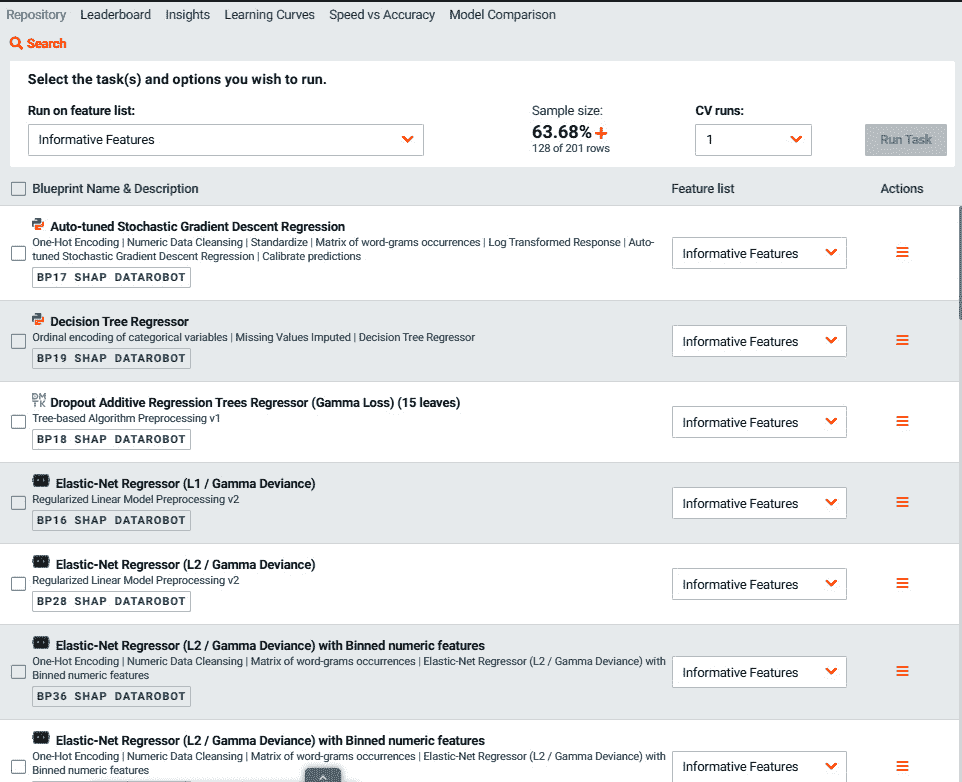 Repository Leaderboard Insights Learning Curves Speed vs Accuracy Model Comparison
Search
Select the task(s) and options you wish to run.
Run on feature list:
Informative Features
Sample size:
63.68%+
128 of 201 rows
CV runs:
1
Run Task
Blueprint Name & Description Feature list Actions
Auto-tuned Stochastic Gradient Descent Regression
One-Hot Encoding | Numeric Data Cleansing | Standardize | Matrix of word-grams occurrences | Log Transformed Response | Auto-
tuned Stochastic Gradient Descent Regression | Calibrate predictions
BP17 SHAP DATAROBOT
Informative Features
Decision Tree Regressor
Ordinal encoding of categorical variables | Missing Values Imputed | Decision Tree Regressor
BP19 SHAP DATAROBOT
Informative Features
DM
TK
Dropout Additive Regression Trees Regressor (Gamma Loss) (15 leaves)
Tree-based Algorithm Preprocessing v1
BP18 SHAP DATAROBOT
Informative Features
Elastic-Net Regressor (L1 / Gamma Deviance)
Regularized Linear Model Preprocessing v2
BP16 SHAP DATAROBOT
Informative Features
Elastic-Net Regressor (L2 / Gamma Deviance)
Regularized Linear Model Preprocessing v2
BP28 SHAP DATAROBOT
Informative Features
Elastic-Net Regressor (L2 / Gamma Deviance) with Binned numeric features
One-Hot Encoding | Numeric Data Cleansing | Matrix of word-grams occurrences | Elastic-Net Regressor (L2 / Gamma Deviance) with
Binned numeric features
BP36 SHAP DATAROBOT
Informative Features
Elastic-Net Regressor (L2 / Gamma Deviance) with Binned numeric features
One-Hot Encoding | Numeric Data Cleansing | Matrix of word-grams occurrences | Elastic-Net Regressor (L2 / Gamma Deviance) with
Binned numeric features
Informative Features